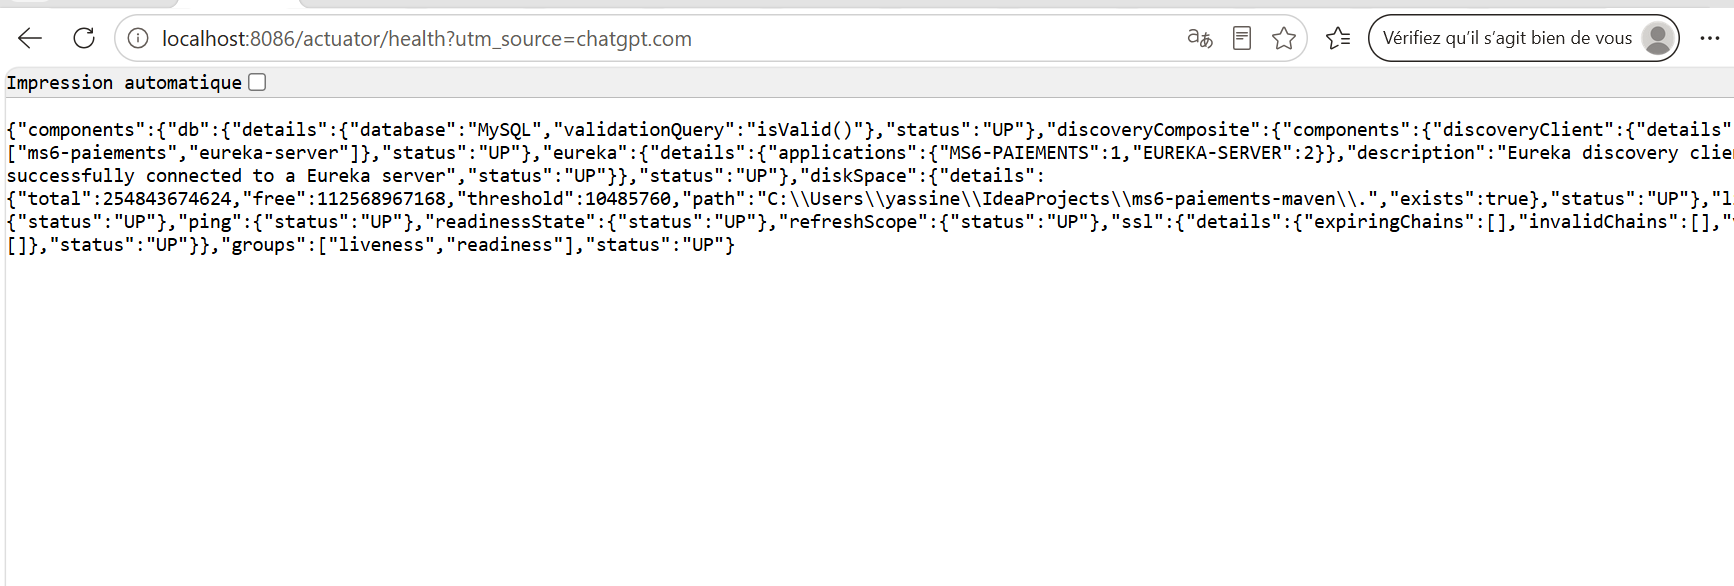 localhost:8086/actuator/health?utm_source=chatgpt.com
aあ
Vérifiez qu'il s'agit bien de vous
Impression automatique
{"components":{"db":{"details":{"database":"MySQL","validationQuery":"isValid()"},"status":"UP"},"discoveryComposite":{"components":{"discoveryClient":{"details"
["ms6-paiements","eureka-server"]},"status":"UP"},"eureka":{"details":{"applications":{"MS6-PAIEMENTS":1,"EUREKA-SERVER":2}},"description":"Eureka discovery clie
successfully connected to a Eureka server","status":"UP"}},"status":"UP"},"diskSpace":{"details":
{"total":254843674624,"free":112568967168,"threshold":10485760,"path":"C:\\Users\\yassine\\IdeaProjects\\ms6-paiements-maven\\.","exists":true},"status":"UP"},"l
{"status":"UP"},"ping":{"status":"UP"},"readinessState":{"status":"UP"},"refreshScope":{"status":"UP"},"ssl":{"details":{"expiringChains":[],"invalidChains":[],"
[]},"status":"UP"}},"groups":["liveness","readiness"],"status":"UP"}